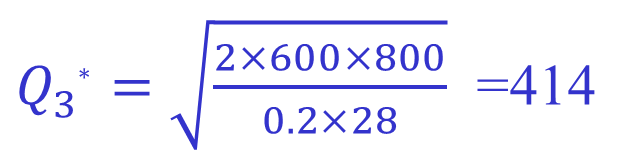 Q₃* = √(2×600×800 / 0.2×28) =414